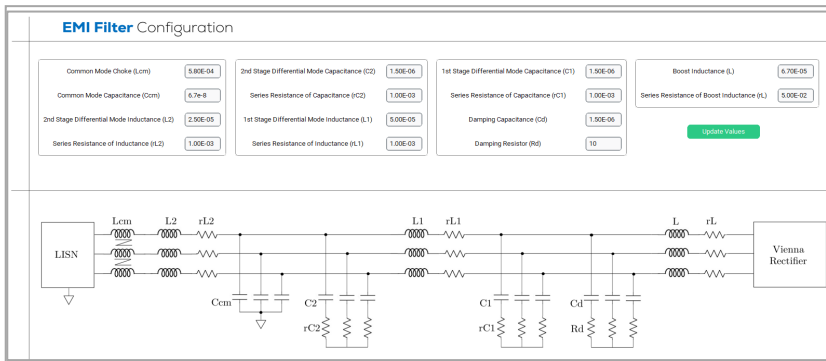 EMI Filter Configuration
Common Mode Choke (Lcm) 5.80E-04
Common Mode Capacitance (Ccm) 6.7e-8
2nd Stage Differential Mode Inductance (L2) 2.50E-05
Series Resistance of Inductance (rL2) 1.00E-03
2nd Stage Differential Mode Capacitance (C2) 1.50E-06
Series Resistance of Capacitance (rC2) 1.00E-03
1st Stage Differential Mode Inductance (L1) 5.00E-05
Series Resistance of Inductance (rL1) 1.00E-03
1st Stage Differential Mode Capacitance (C1) 1.50E-06
Series Resistance of Capacitance (rC1) 1.00E-03
Damping Capacitance (Cd) 1.50E-06
Damping Resistor (Rd) 10
Boost Inductance (L) 6.70E-05
Series Resistance of Boost Inductance (rL) 5.00E-02
Update Values
Lcm L2 rL2 L1 rL1 L rL
LISN
Vienna
Rectifier
Ccm C2 C1 Cd
rC2 rC1 Rd